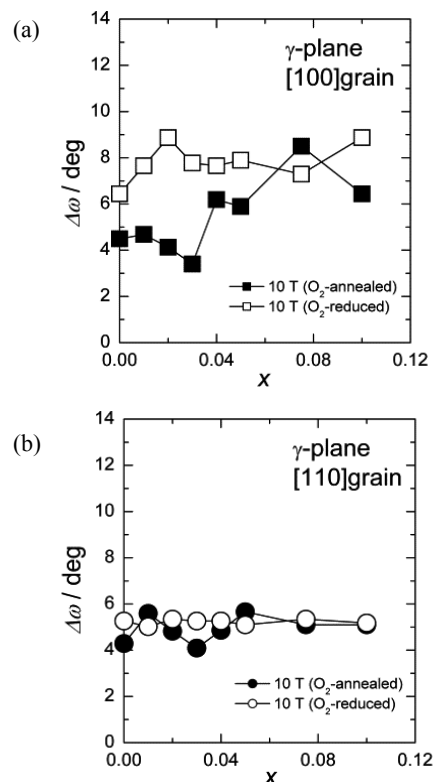 (a)
14
12
10
8
6
4
2
0
Δω / deg
γ-plane
[100]grain
10 T (O₂-annealed)
10 T (O₂-reduced)
0.00 0.04 0.08 0.12
x
(b)
14
12
10
8
6
4
2
0
Δω / deg
γ-plane
[110]grain
10 T (O₂-annealed)
10 T (O₂-reduced)
0.00 0.04 0.08 0.12
x